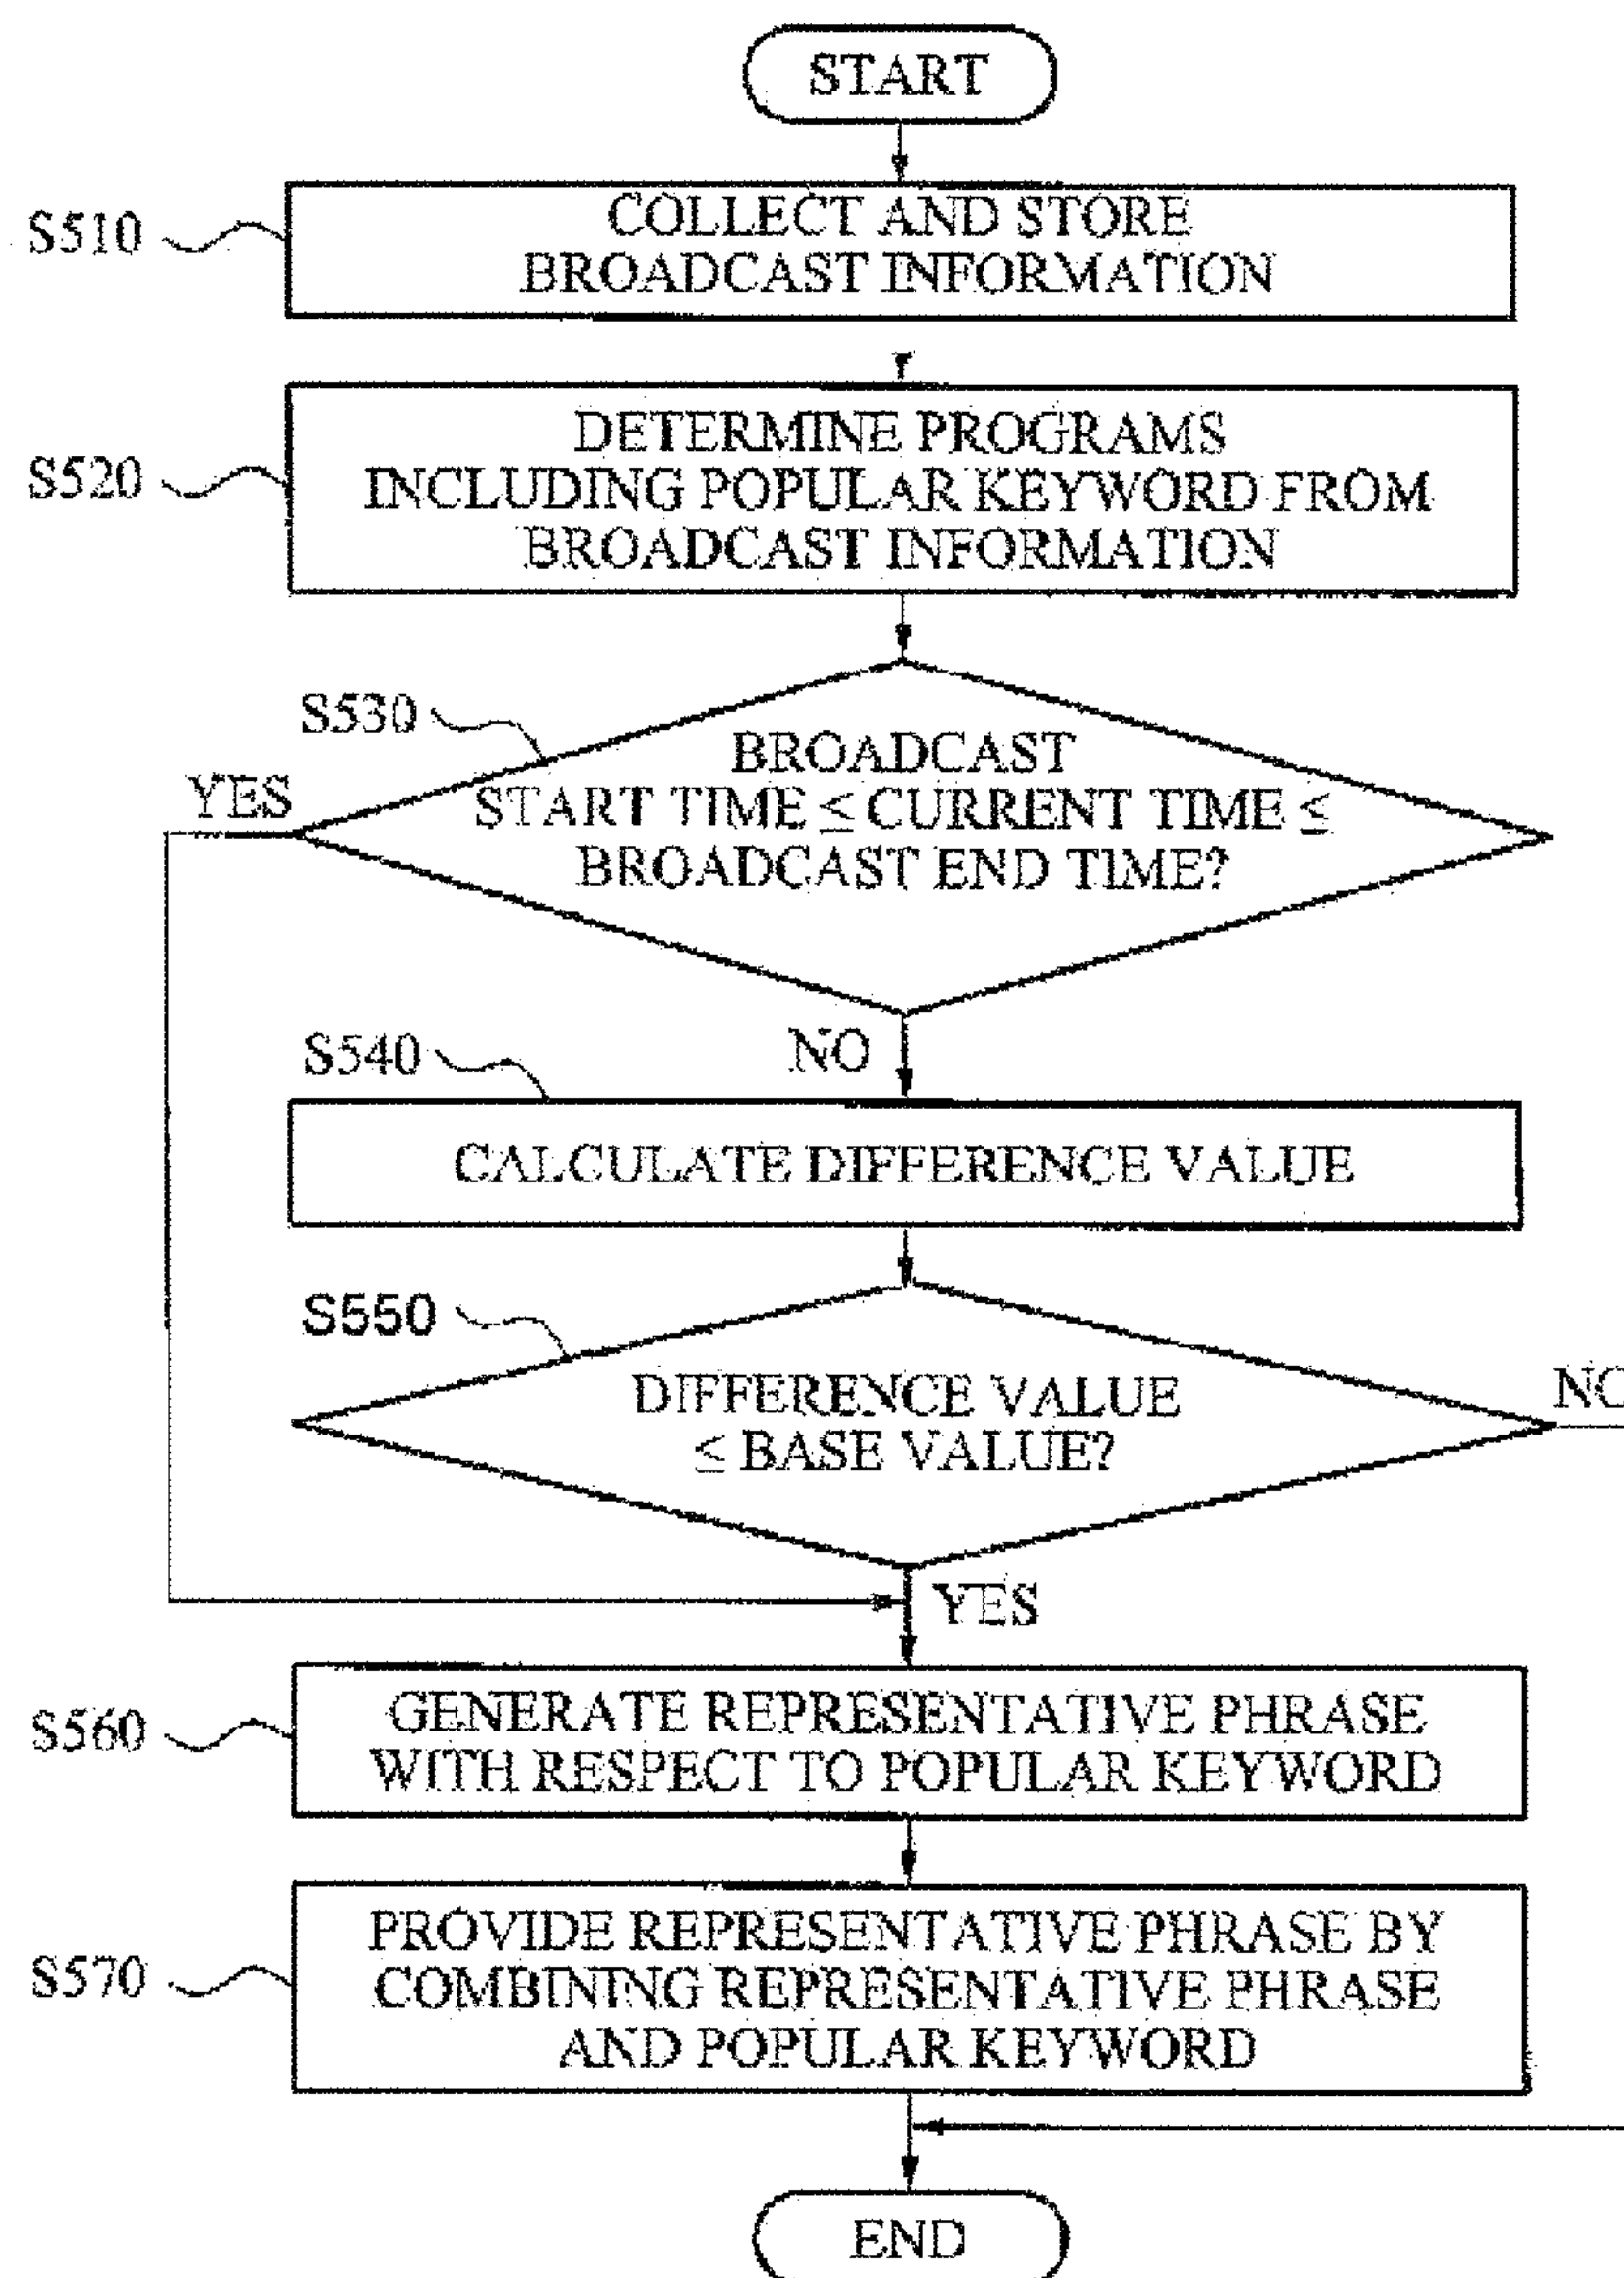 START
S510
COLLECT AND STORE
BROADCAST INFORMATION
S520
DETERMINE PROGRAMS
INCLUDING POPULAR KEYWORD FROM
BROADCAST INFORMATION
S530
YES
BROADCAST
START TIME ≤ CURRENT TIME ≤
BROADCAST END TIME?
NO
S540
CALCULATE DIFFERENCE VALUE
S550
DIFFERENCE VALUE
≤ BASE VALUE?
NO
YES
S560
GENERATE REPRESENTATIVE PHRASE
WITH RESPECT TO POPULAR KEYWORD
S570
PROVIDE REPRESENTATIVE PHRASE BY
COMBINING REPRESENTATIVE PHRASE
AND POPULAR KEYWORD
END